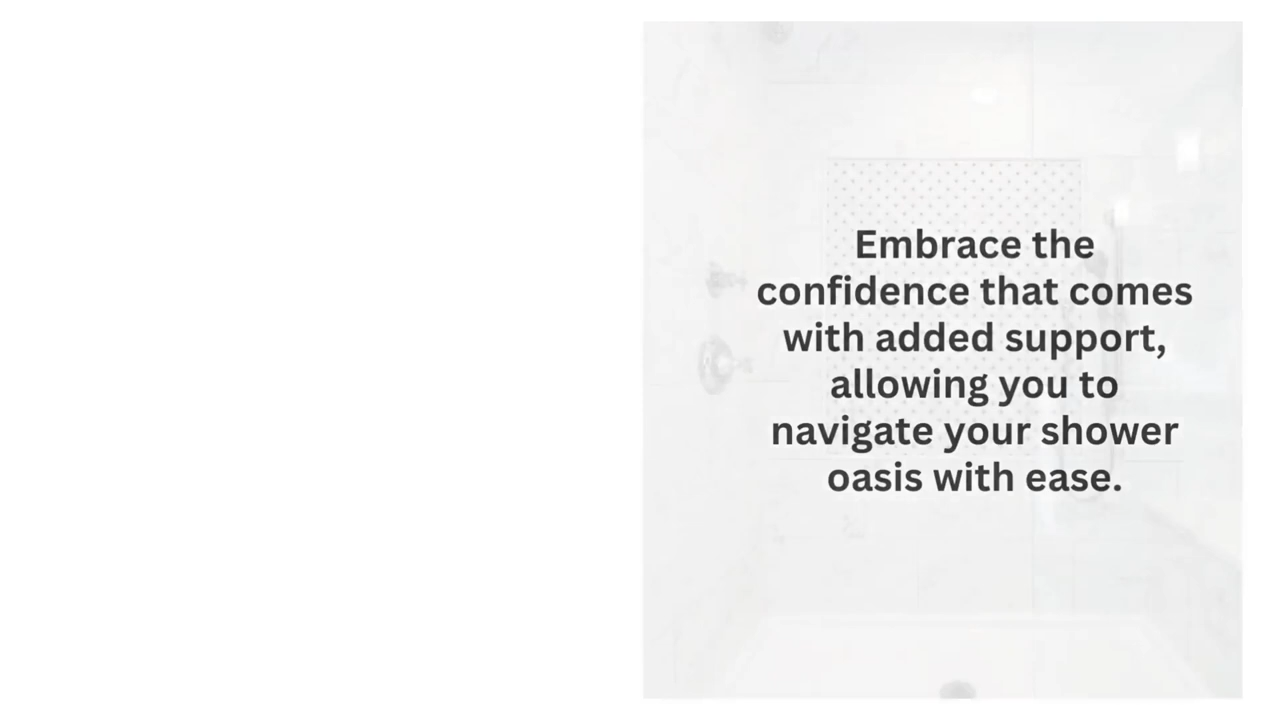 Embrace the
confidence that comes
with added support,
allowing you to
navigate your shower
oasis with ease.